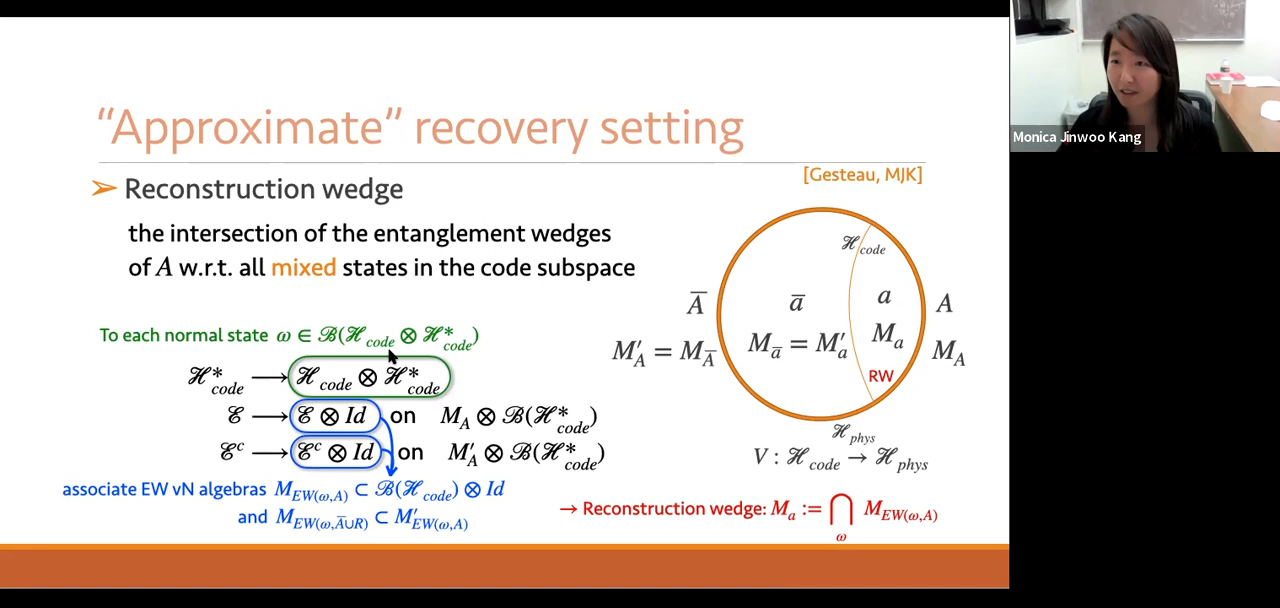 “Approximate” recovery setting
[Gesteau, MJK]
➢ Reconstruction wedge
the intersection of the entanglement wedges
of A w.r.t. all mixed states in the code subspace
To each normal state ω ∈ ℬ(ℋ_code ⊗ ℋ*_code)
ℋ*_code ⟶ ℋ_code ⊗ ℋ*_code
ℰ ⟶ ℰ ⊗ Id on M_A ⊗ ℬ(ℋ*_code)
ℰ^c ⟶ ℰ^c ⊗ Id on M′_A ⊗ ℬ(ℋ*_code)
associate EW vN algebras M_EW(ω,A) ⊂ ℬ(ℋ_code) ⊗ Id
and M_EW(ω,A̅∪R) ⊂ M′_EW(ω,A)
ℋ_code
A̅ a̅ a A
M′_A = M_A̅ M_a̅ = M′_a M_a M_A
RW
ℋ_phys
V : ℋ_code → ℋ_phys
→ Reconstruction wedge: M_a := ⋂_ω M_EW(ω,A)
Monica Jinwoo Kang